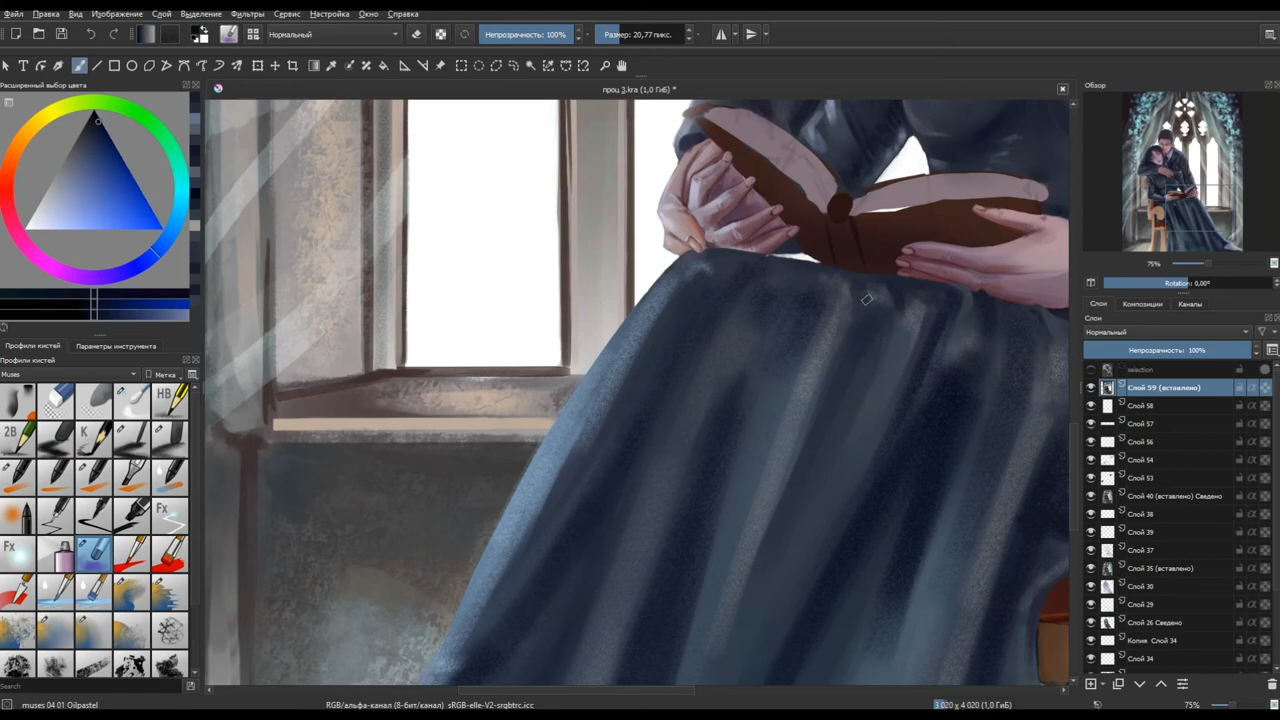 Файл Правка Вид Изображение Слой Выделение Фильтры Сервис Настройка Окно Справка
Нормальный Непрозрачность: 100% Размер: 20,77 пикс.
Расширенный выбор цвета
проц 3.kra (1,0 ГиБ) *
Обзор
75%
Rotation: 0,00°
Слои Композиции Каналы
Слои
Нормальный
Непрозрачность: 100%
selection
Слой 59 (вставлено)
Слой 58
Слой 57
Слой 56
Слой 54
Слой 53
Слой 40 (вставлено) Сведено
Слой 38
Слой 39
Слой 37
Слой 35 (вставлено)
Слой 30
Слой 29
Слой 26 Сведено
Копия Слой 34
Слой 34
Профили кистей Параметры инструмента
Профили кистей
Muses Метка
HB
2B K
Fx
Fx
Search
muses 04 01 Oilpastel RGB/альфа-канал (8-бит/канал) sRGB-elle-V2-srgbtrc.icc 3 020 x 4 020 (1,0 ГиБ) 75%